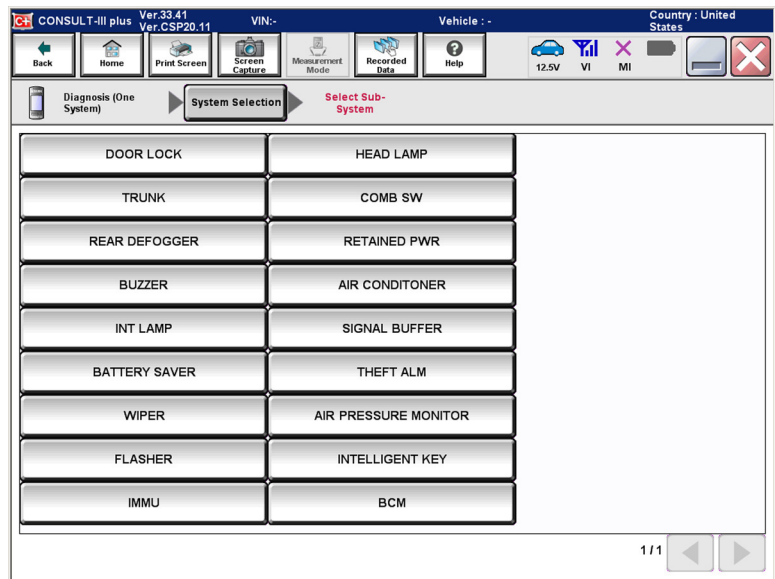 C+ CONSULT-III plus Ver.33.41 VIN:- Vehicle : - Country : United
Ver.CSP20.11 States
Back Home Print Screen Screen Measurement Recorded Help 12.5V VI MI
Capture Mode Data
Diagnosis (One System Selection Select Sub-
System) System
DOOR LOCK HEAD LAMP
TRUNK COMB SW
REAR DEFOGGER RETAINED PWR
BUZZER AIR CONDITONER
INT LAMP SIGNAL BUFFER
BATTERY SAVER THEFT ALM
WIPER AIR PRESSURE MONITOR
FLASHER INTELLIGENT KEY
IMMU BCM
1/1